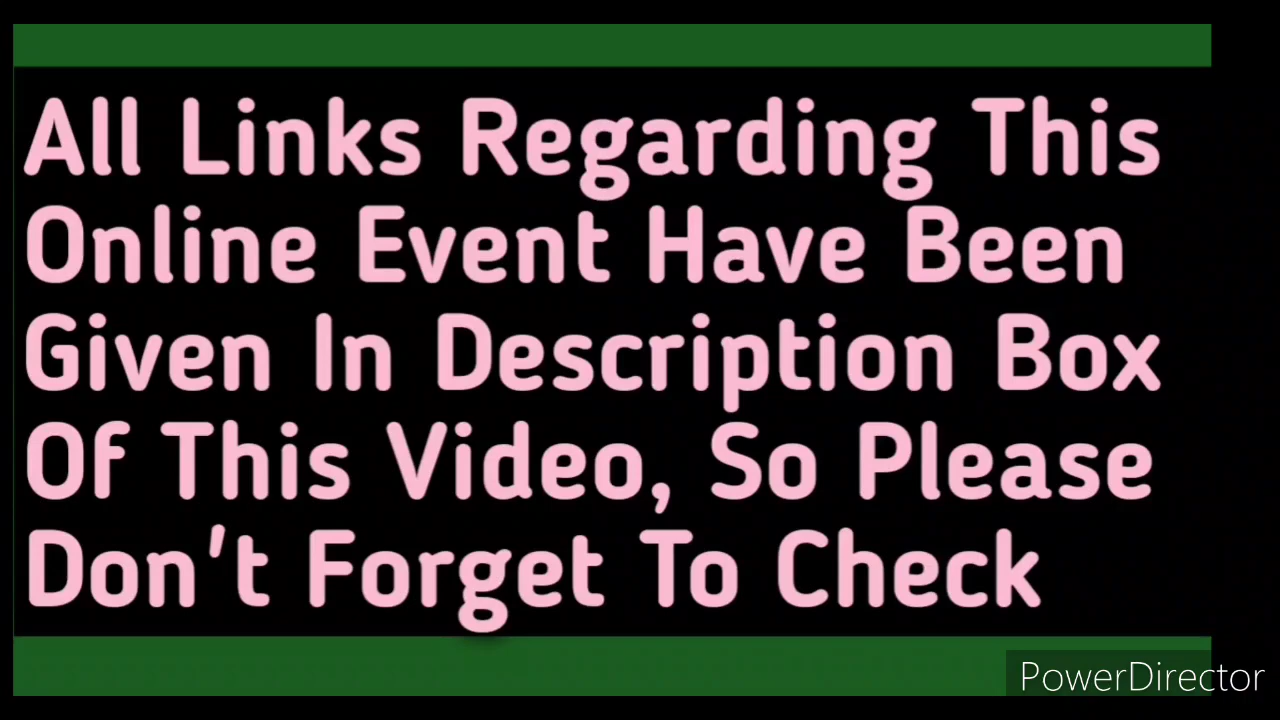 All Links Regarding This
Online Event Have Been
Given In Description Box
Of This Video, So Please
Don't Forget To Check
PowerDirector